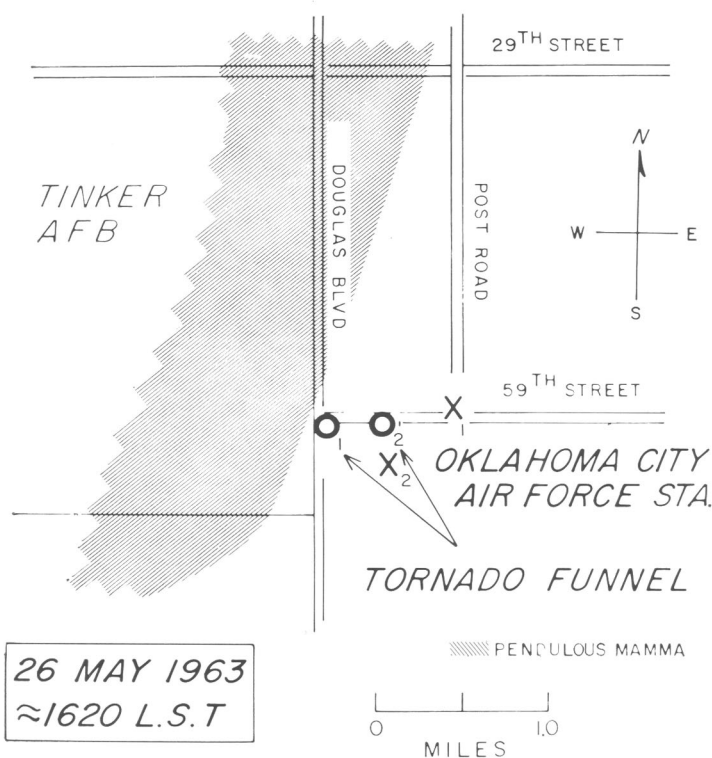 29TH STREET
TINKER
AFB
DOUGLAS BLVD
POST ROAD
N
W
E
S
59TH STREET
X1
1
2
X2
OKLAHOMA CITY
AIR FORCE STA.
TORNADO FUNNEL
26 MAY 1963
≈1620 L.S.T
PENDULOUS MAMMA
0
1.0
MILES